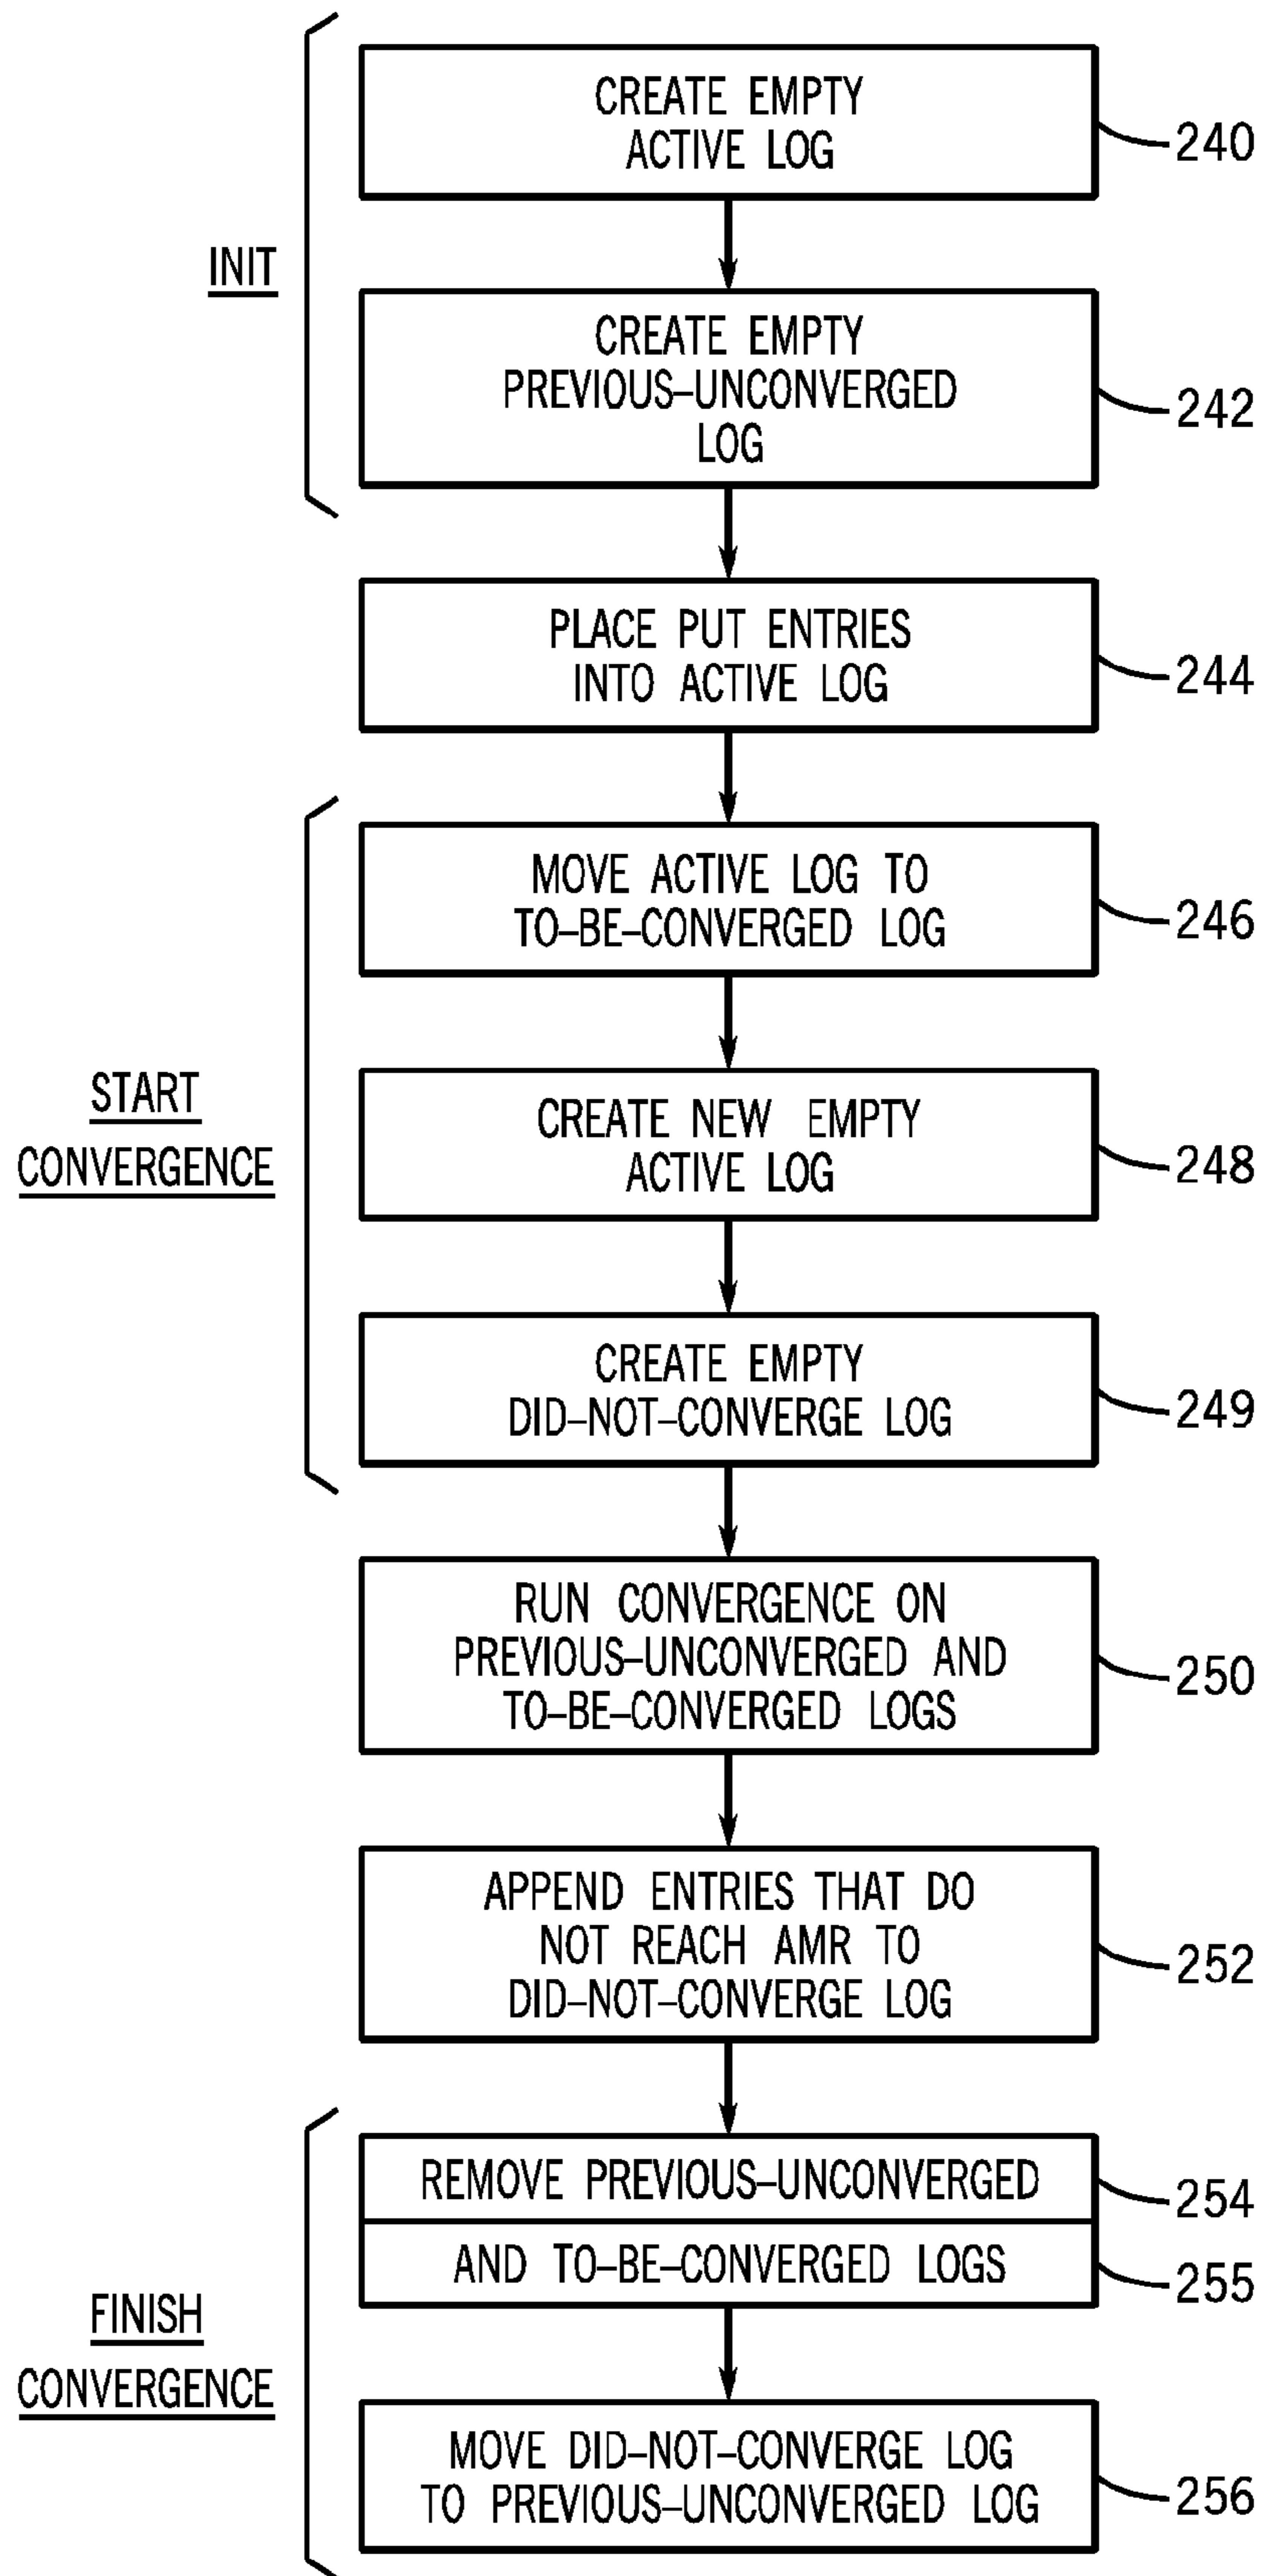 CREATE EMPTY
ACTIVE LOG
240
INIT
CREATE EMPTY
PREVIOUS–UNCONVERGED
LOG
242
PLACE PUT ENTRIES
INTO ACTIVE LOG
244
MOVE ACTIVE LOG TO
TO–BE–CONVERGED LOG
246
START
CONVERGENCE
CREATE NEW EMPTY
ACTIVE LOG
248
CREATE EMPTY
DID–NOT–CONVERGE LOG
249
RUN CONVERGENCE ON
PREVIOUS–UNCONVERGED AND
TO–BE–CONVERGED LOGS
250
APPEND ENTRIES THAT DO
NOT REACH AMR TO
DID–NOT–CONVERGE LOG
252
REMOVE PREVIOUS–UNCONVERGED
254
AND TO–BE–CONVERGED LOGS
255
FINISH
CONVERGENCE
MOVE DID–NOT–CONVERGE LOG
TO PREVIOUS–UNCONVERGED LOG
256